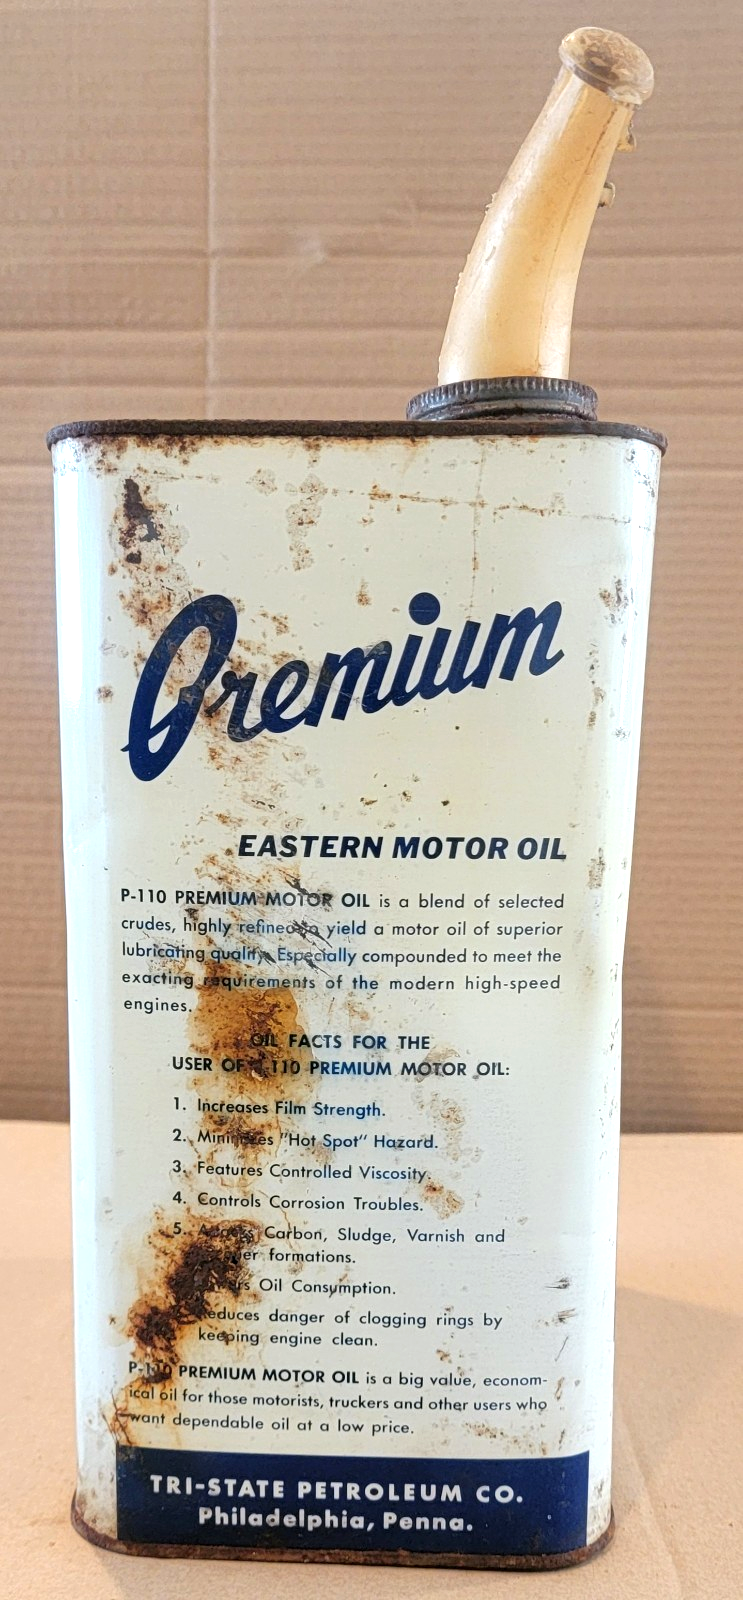 Premium
EASTERN MOTOR OIL
P-110 PREMIUM MOTOR OIL is a blend of selected
crudes, highly refined to yield a motor oil of superior
lubricating quality. Especially compounded to meet the
exacting requirements of the modern high-speed
engines.
OIL FACTS FOR THE
USER OF P-110 PREMIUM MOTOR OIL:
1. Increases Film Strength.
2. Minimizes "Hot Spot" Hazard.
3. Features Controlled Viscosity.
4. Controls Corrosion Troubles.
5. Carbon, Sludge, Varnish and
formations.
Oil Consumption.
Reduces danger of clogging rings by
keeping engine clean.
P-110 PREMIUM MOTOR OIL is a big value, econom-
ical oil for those motorists, truckers and other users who
want dependable oil at a low price.
TRI-STATE PETROLEUM CO.
Philadelphia, Penna.